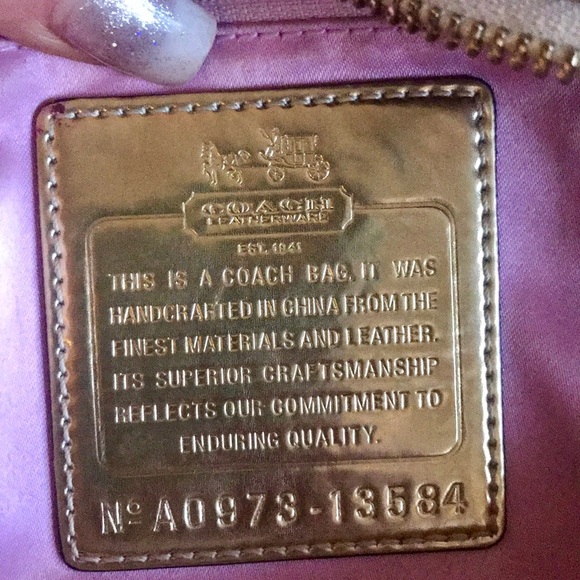 COACH
LEATHERWARE
EST. 1941
THIS IS A COACH BAG. IT WAS
HANDCRAFTED IN CHINA FROM THE
FINEST MATERIALS AND LEATHER.
ITS SUPERIOR CRAFTSMANSHIP
REFLECTS OUR COMMITMENT TO
ENDURING QUALITY.
Nº A0973-13584